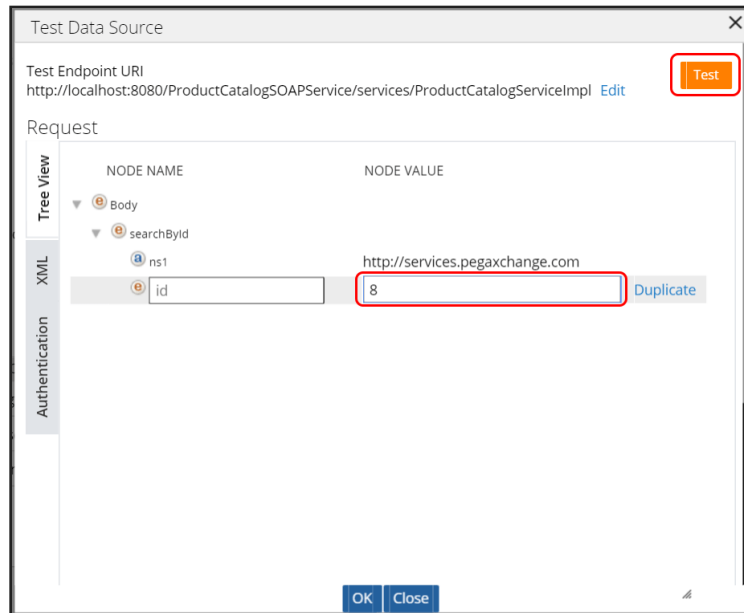 Test Data Source
Test Endpoint URI
Test
http://localhost:8080/ProductCatalogSOAPService/services/ProductCatalogServiceImpl Edit
Request
Tree View
XML
Authentication
NODE NAME NODE VALUE
e Body
e searchById
a ns1 http://services.pegaxchange.com
e id 8 Duplicate
OK Close